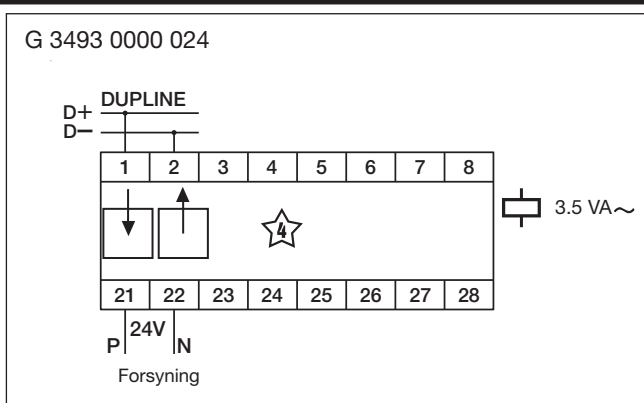 G 3493 0000 024
DUPLINE
D+
D−
1 2 3 4 5 6 7 8
4
3.5 VA~
21 22 23 24 25 26 27 28
24V
P N
Forsyning